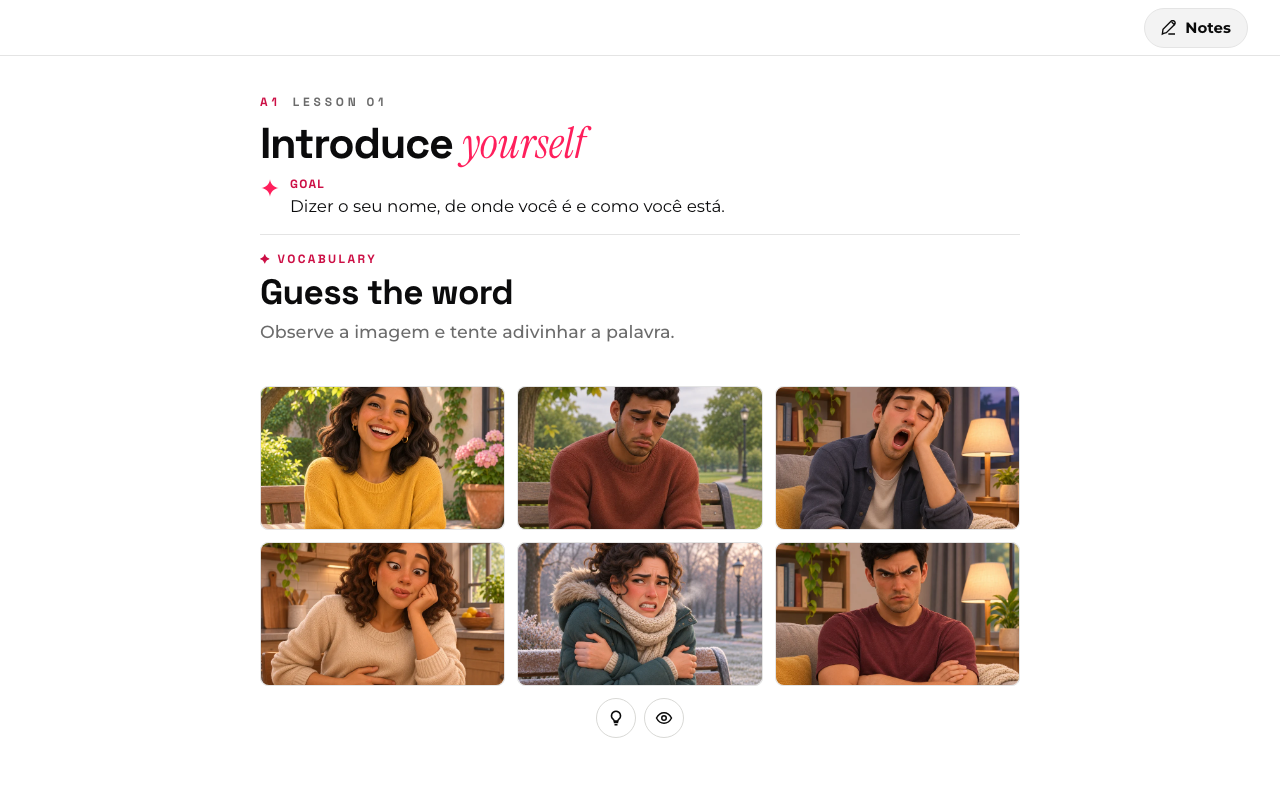 Notes
A1 LESSON 01
Introduce yourself
GOAL
Dizer o seu nome, de onde você é e como você está.
VOCABULARY
Guess the word
Observe a imagem e tente adivinhar a palavra.